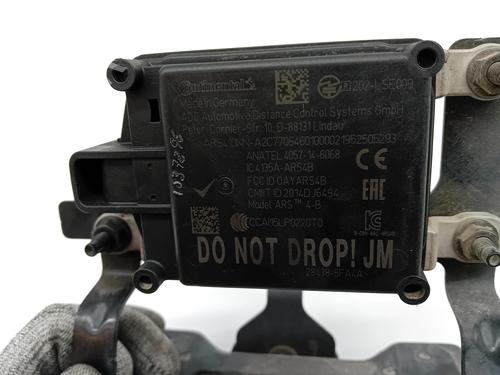 Continental
202-LSE009
Made in Germany
ADC Automotive Distance Control Systems GmbH
Peter-Dornier-Str. 10, D-88131 Lindau
ANATEL 4057-14-6068
IC 4135A-ARS4B
FCC ID OAYARS4B
CMIIT ID 2014DJ6494
Model ARS™ 4-B
CE
EAC
DO NOT DROP! JM
28438-5FA4A